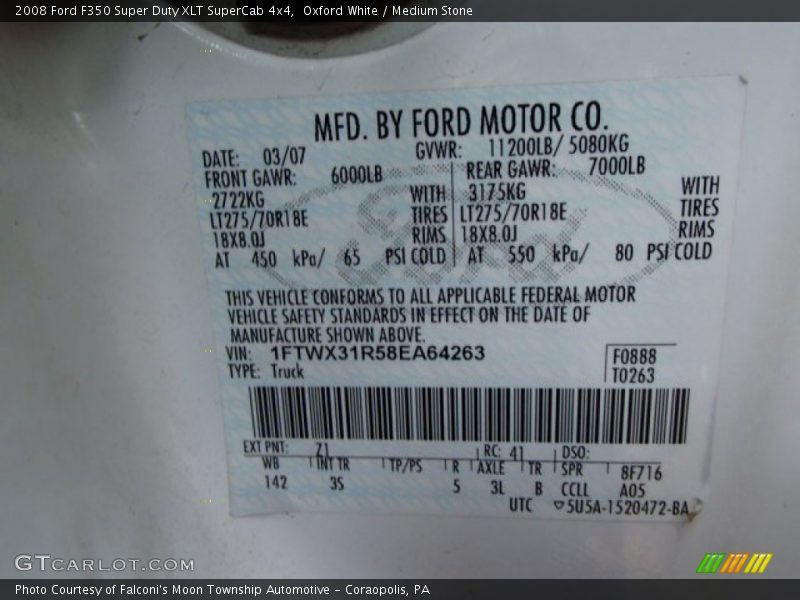 2008 Ford F350 Super Duty XLT SuperCab 4x4, Oxford White / Medium Stone
MFD. BY FORD MOTOR CO.
DATE: 03/07 GVWR: 11200LB/ 5080KG
FRONT GAWR: 6000LB REAR GAWR: 7000LB
2722KG WITH 3175KG WITH
LT275/70R18E TIRES LT275/70R18E TIRES
18X8.0J RIMS 18X8.0J RIMS
AT 450 kPa/ 65 PSI COLD AT 550 kPa/ 80 PSI COLD
THIS VEHICLE CONFORMS TO ALL APPLICABLE FEDERAL MOTOR
VEHICLE SAFETY STANDARDS IN EFFECT ON THE DATE OF
MANUFACTURE SHOWN ABOVE.
VIN: 1FTWX31R58EA64263 F0888
TYPE: Truck T0263
EXT PNT: Z1 RC: 41 DSO:
WB INT TR TP/PS R AXLE TR SPR 8F716
142 3S 5 3L B CCLL A05
UTC ▽5U5A-1520472-BA
Ford
GTCARLOT.COM
Photo Courtesy of Falconi's Moon Township Automotive – Coraopolis, PA